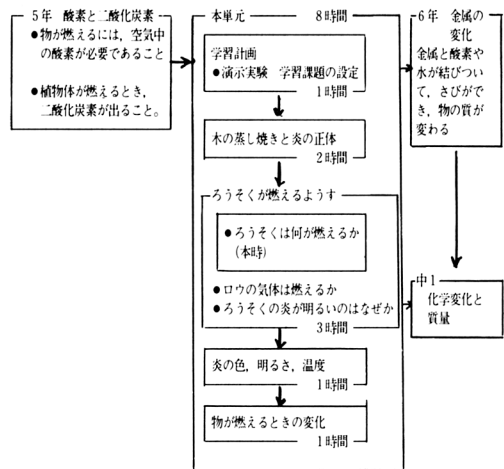 5年 酸素と二酸化炭素
●物が燃えるには，空気中
の酸素が必要であること
●植物体が燃えるとき，
二酸化炭素が出ること。
本単元 8時間
学習計画
●演示実験 学習課題の設定
1時間
木の蒸し焼きと炎の正体
2時間
ろうそくが燃えるようす
●ろうそくは何が燃えるか
(本時)
●ロウの気体は燃えるか
●ろうそくの炎が明るいのはなぜか
3時間
炎の色，明るさ，温度
1時間
物が燃えるときの変化
1時間
6年 金属の
変化
金属と酸素や
水が結びつい
て，さびがで
き，物の質が
変わる
中1
化学変化と
質量